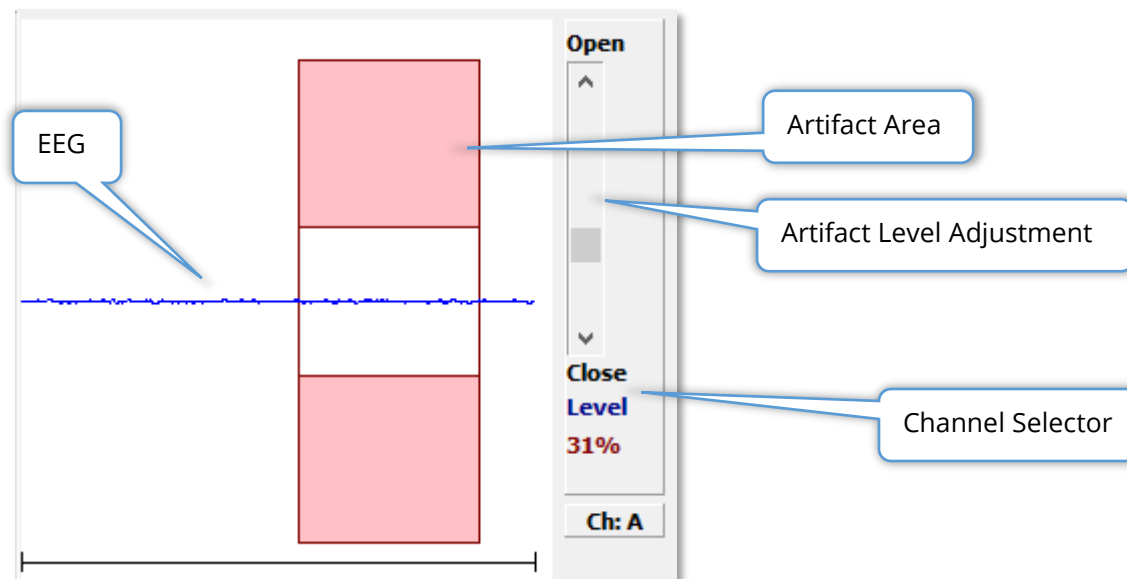 Open
Artifact Area
EEG
Artifact Level Adjustment
Close
Level
Channel Selector
31%
Ch: A